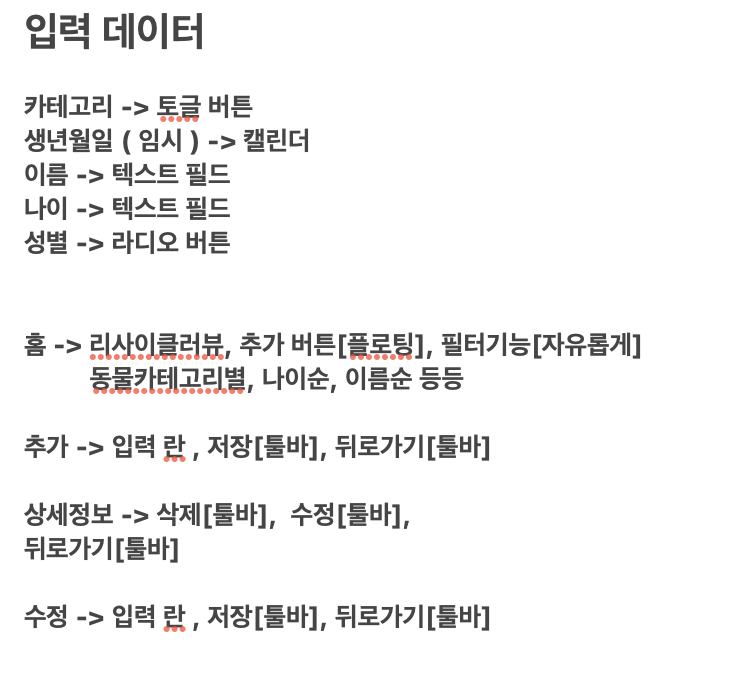 입력 데이터
카테고리 -> 토글 버튼
생년월일 ( 임시 ) -> 캘린더
이름 -> 텍스트 필드
나이 -> 텍스트 필드
성별 -> 라디오 버튼
홈 -> 리사이클러뷰, 추가 버튼[플로팅], 필터기능[자유롭게]
동물카테고리별, 나이순, 이름순 등등
추가 -> 입력 란 , 저장[툴바], 뒤로가기[툴바]
상세정보 -> 삭제[툴바],  수정[툴바],
뒤로가기[툴바]
수정 -> 입력 란 , 저장[툴바], 뒤로가기[툴바]